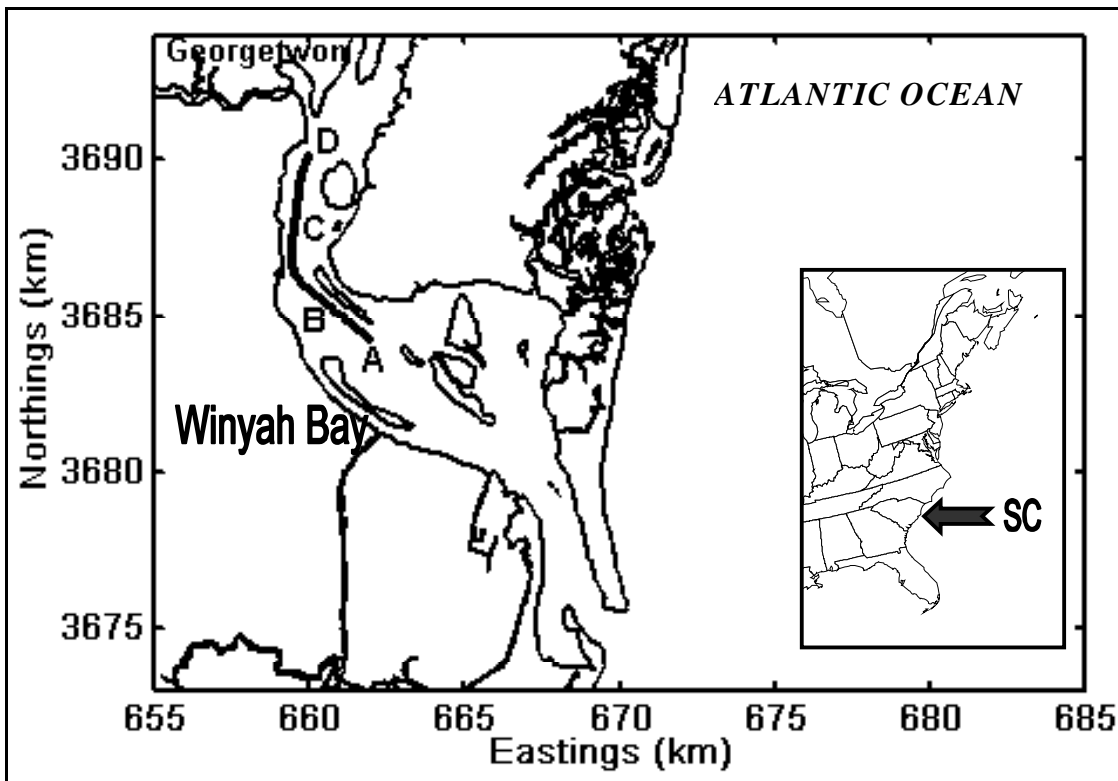 Georgetwon
ATLANTIC OCEAN
D
C
B
A
Winyah Bay
SC
Northings (km)
3690
3685
3680
3675
655 660 665 670 675 680 685
Eastings (km)